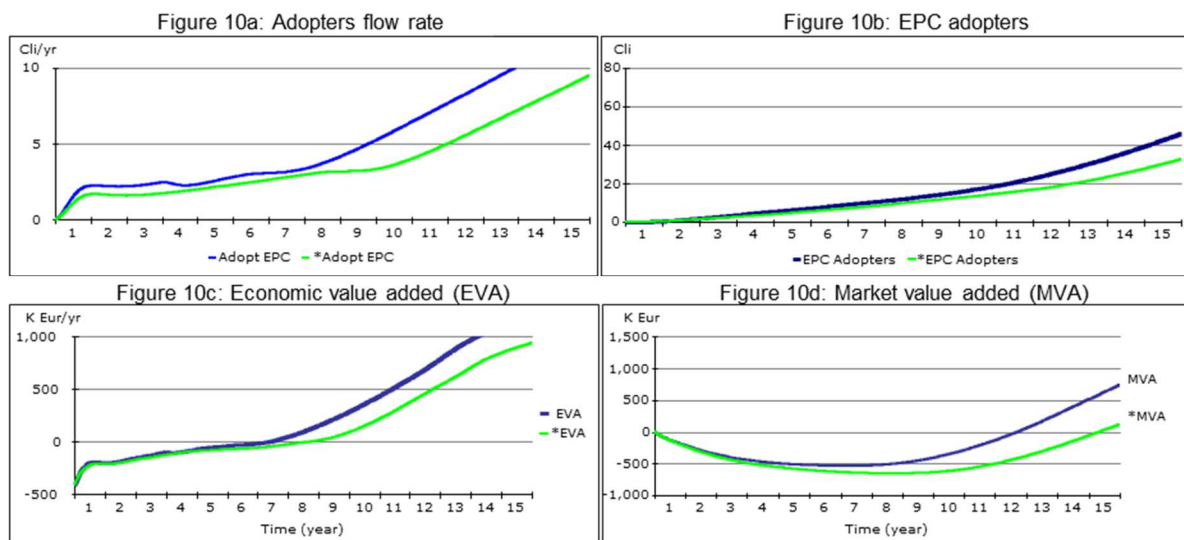 Figure 10a: Adopters flow rate
Cli/yr
10
5
0
1 2 3 4 5 6 7 8 9 10 11 12 13 14 15
Adopt EPC *Adopt EPC
Figure 10b: EPC adopters
Cli
80
60
40
20
0
1 2 3 4 5 6 7 8 9 10 11 12 13 14 15
EPC Adopters *EPC Adopters
Figure 10c: Economic value added (EVA)
K Eur/yr
1,000
500
0
-500
EVA
*EVA
1 2 3 4 5 6 7 8 9 10 11 12 13 14 15
Time (year)
Figure 10d: Market value added (MVA)
K Eur
1,500
1,000
500
0
-500
-1,000
MVA
*MVA
1 2 3 4 5 6 7 8 9 10 11 12 13 14 15
Time (year)